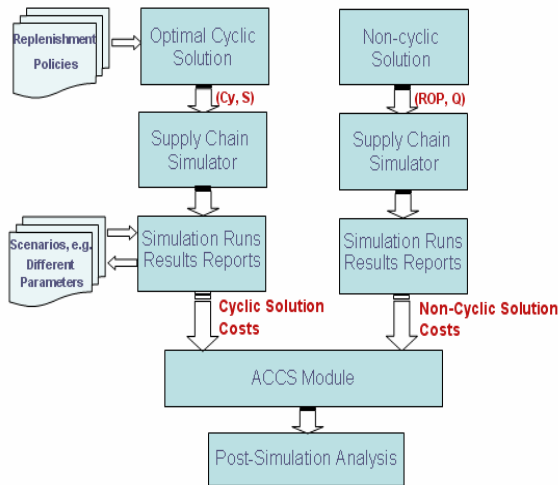 Replenishment
Policies
Optimal Cyclic
Solution
Non-cyclic
Solution
(Cy, S)
(ROP, Q)
Supply Chain
Simulator
Supply Chain
Simulator
Scenarios, e.g.
Different
Parameters
Simulation Runs
Results Reports
Simulation Runs
Results Reports
Cyclic Solution
Costs
Non-Cyclic Solution
Costs
ACCS Module
Post-Simulation Analysis